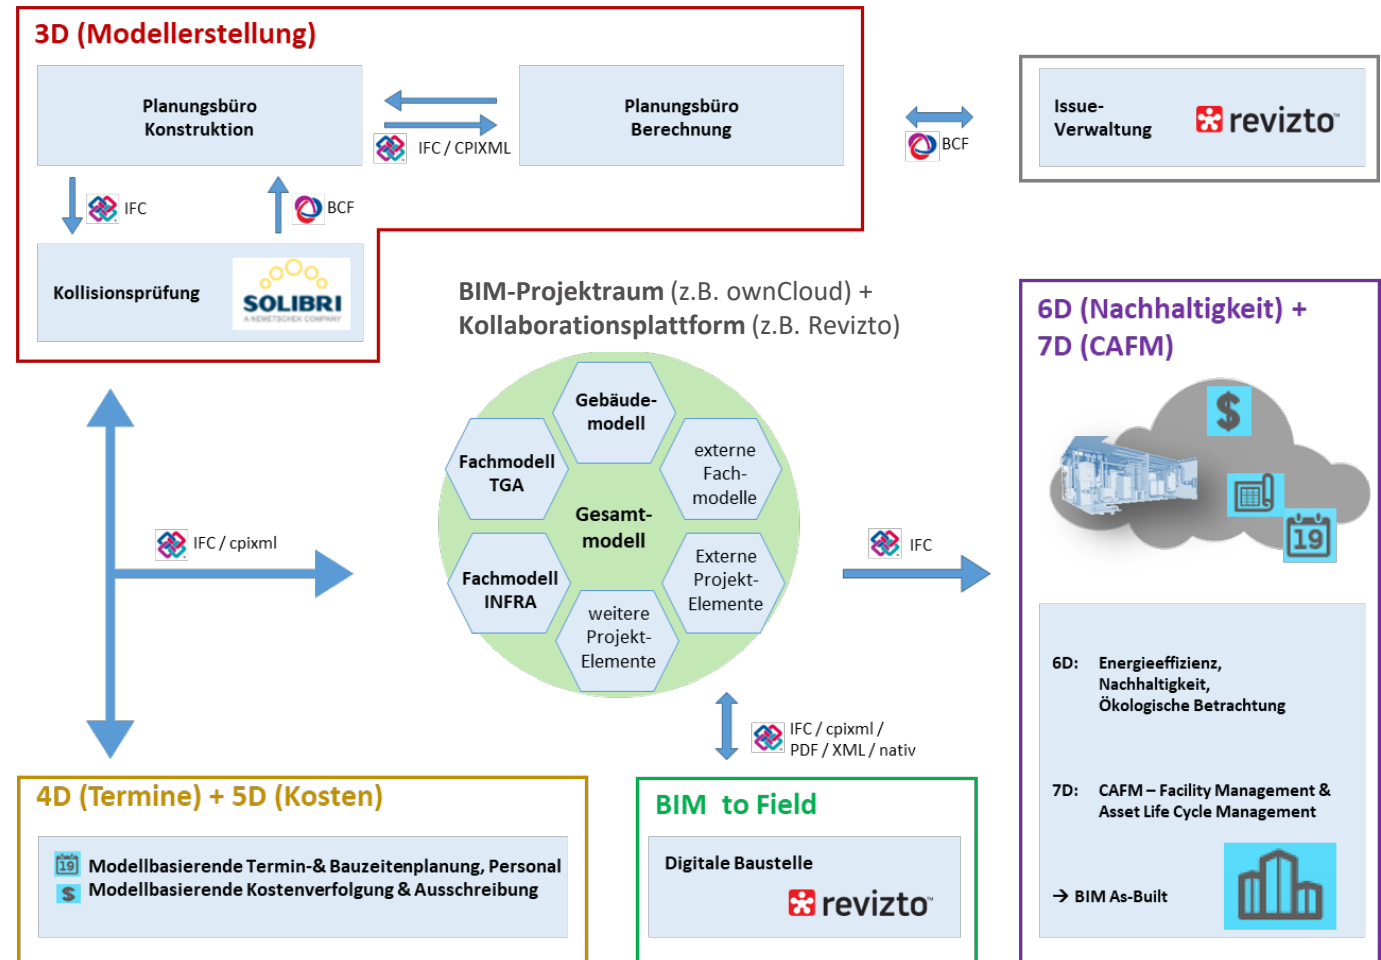 3D (Modellerstellung)
Planungsbüro
Konstruktion
IFC / CPIXML
Planungsbüro
Berechnung
BCF
Issue-
Verwaltung
revizto™
IFC
BCF
Kollisionsprüfung
SOLIBRI
A NEMETSCHEK COMPANY
BIM-Projektraum (z.B. ownCloud) +
Kollaborationsplattform (z.B. Revizto)
Gebäude-
modell
Fachmodell
TGA
externe
Fach-
modelle
Gesamt-
modell
Fachmodell
INFRA
Externe
Projekt-
Elemente
weitere
Projekt-
Elemente
IFC / cpixml
IFC
IFC / cpixml /
PDF / XML / nativ
6D (Nachhaltigkeit) +
7D (CAFM)
$
19
6D: Energieeffizienz,
Nachhaltigkeit,
Ökologische Betrachtung
7D: CAFM – Facility Management &
Asset Life Cycle Management
→ BIM As-Built
4D (Termine) + 5D (Kosten)
19 Modellbasierende Termin-& Bauzeitenplanung, Personal
$ Modellbasierende Kostenverfolgung & Ausschreibung
BIM to Field
Digitale Baustelle
revizto™